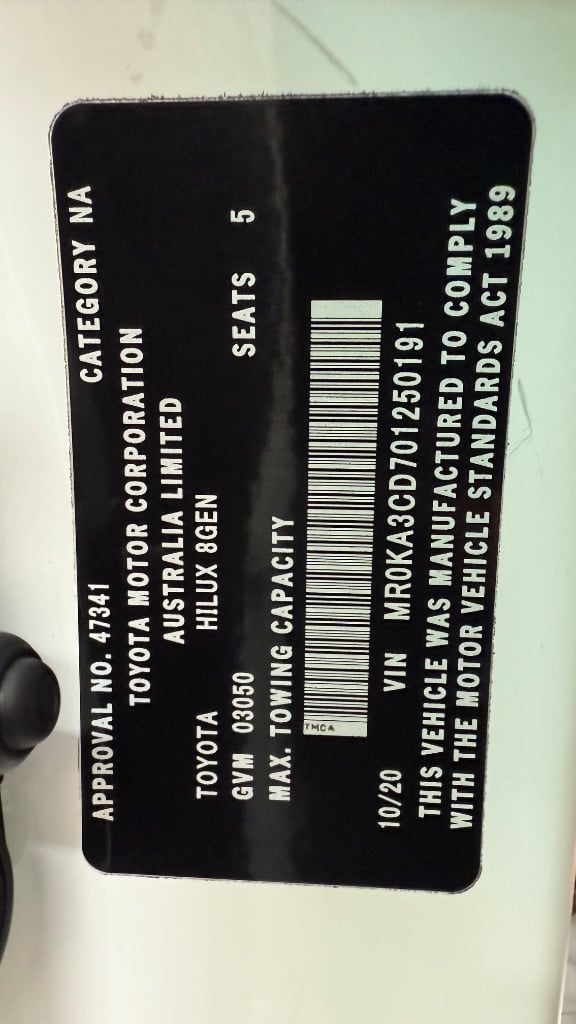 APPROVAL NO. 47341 CATEGORY NA
TOYOTA MOTOR CORPORATION
AUSTRALIA LIMITED
TOYOTA HILUX 8GEN
GVM 03050 SEATS 5
MAX. TOWING CAPACITY
TMCA
10/20 VIN MR0KA3CD701250191
THIS VEHICLE WAS MANUFACTURED TO COMPLY
WITH THE MOTOR VEHICLE STANDARDS ACT 1989